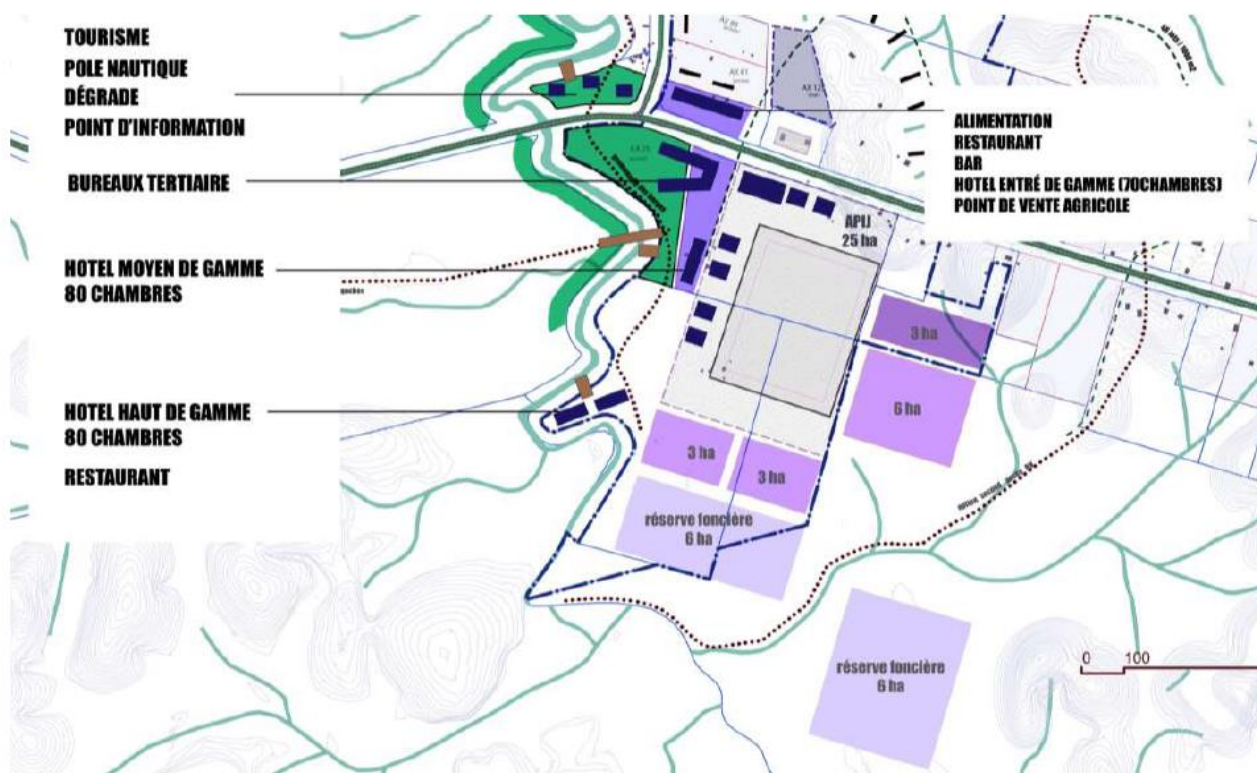 TOURISME
POLE NAUTIQUE
DÉGRADE
POINT D'INFORMATION
BUREAUX TERTIAIRE
HOTEL MOYEN DE GAMME
80 CHAMBRES
HOTEL HAUT DE GAMME
80 CHAMBRES
RESTAURANT
ALIMENTATION
RESTAURANT
BAR
HOTEL ENTRÉ DE GAMME (70CHAMBRES)
POINT DE VENTE AGRICOLE
AX 41
APIJ
25 ha
3 ha
6 ha
3 ha
3 ha
réserve foncière
6 ha
réserve foncière
6 ha
0 100